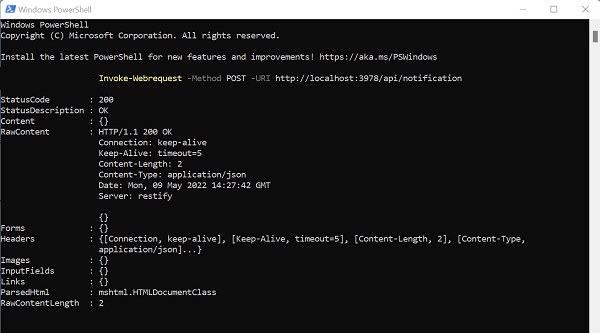 Windows PowerShell
Windows PowerShell
Copyright (C) Microsoft Corporation. All rights reserved.
Install the latest PowerShell for new features and improvements! https://aka.ms/PSWindows
Invoke-Webrequest -Method POST -URI http://localhost:3978/api/notification
StatusCode : 200
StatusDescription : OK
Content : {}
RawContent : HTTP/1.1 200 OK
Connection: keep-alive
Keep-Alive: timeout=5
Content-Length: 2
Content-Type: application/json
Date: Mon, 09 May 2022 14:27:42 GMT
Server: restify
{}
Forms : {}
Headers : {[Connection, keep-alive], [Keep-Alive, timeout=5], [Content-Length, 2], [Content-Type,
application/json]...}
Images : {}
InputFields : {}
Links : {}
ParsedHtml : mshtml.HTMLDocumentClass
RawContentLength : 2